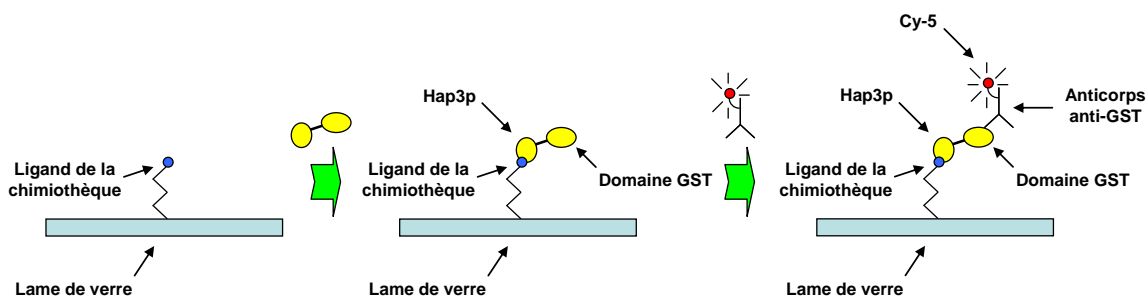 Ligand de la
chimiothèque
Lame de verre
Hap3p
Ligand de la
chimiothèque
Domaine GST
Lame de verre
Cy-5
Hap3p
Anticorps
anti-GST
Ligand de la
chimiothèque
Domaine GST
Lame de verre